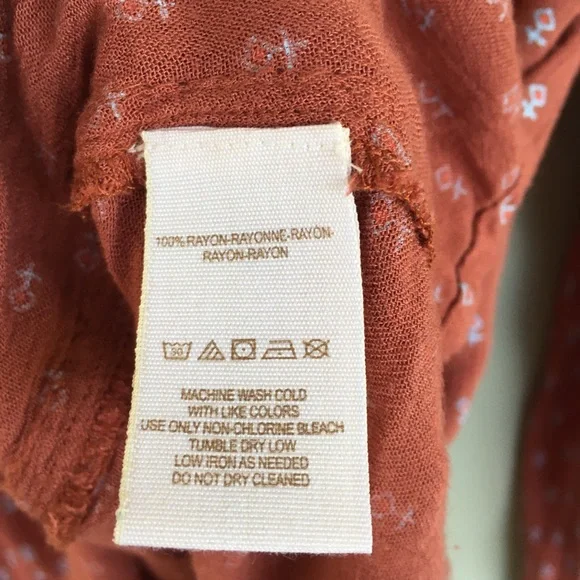 100% RAYON-RAYONNE-RAYON-
RAYON-RAYON
30
MACHINE WASH COLD
WITH LIKE COLORS
USE ONLY NON-CHLORINE BLEACH
TUMBLE DRY LOW
LOW IRON AS NEEDED
DO NOT DRY CLEANED